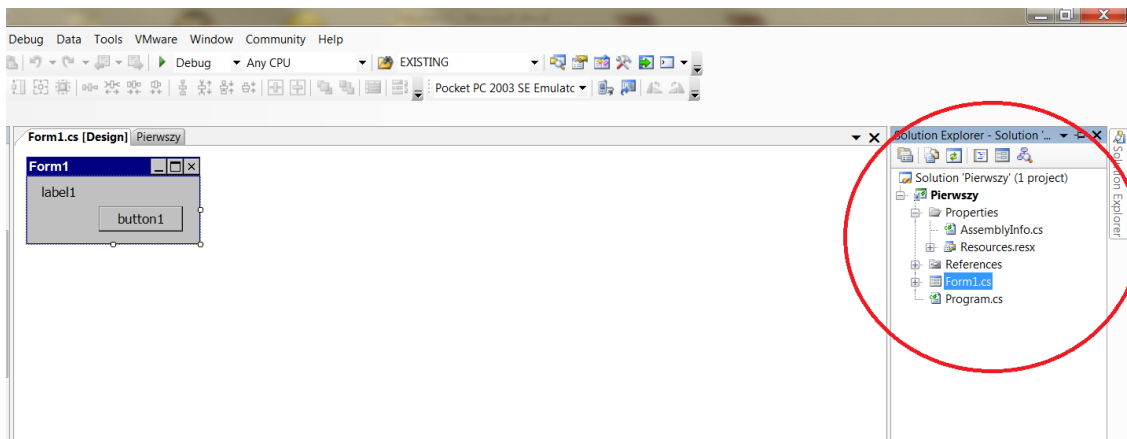 Debug Data Tools VMware Window Community Help
Debug Any CPU EXISTING
Pocket PC 2003 SE Emulatc
Form1.cs [Design] Pierwszy
Form1
label1
button1
Solution Explorer - Solution '...
Solution 'Pierwszy' (1 project)
Pierwszy
Properties
AssemblyInfo.cs
Resources.resx
References
Form1.cs
Program.cs
Solution Explorer